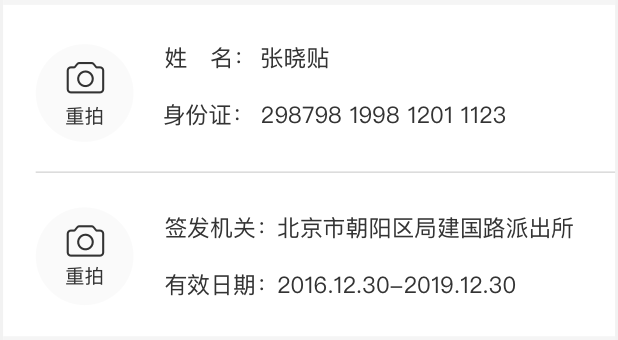 姓　名： 张晓贴
重拍
身份证： 298798 1998 1201 1123
签发机关：北京市朝阳区局建国路派出所
重拍
有效日期：2016.12.30-2019.12.30